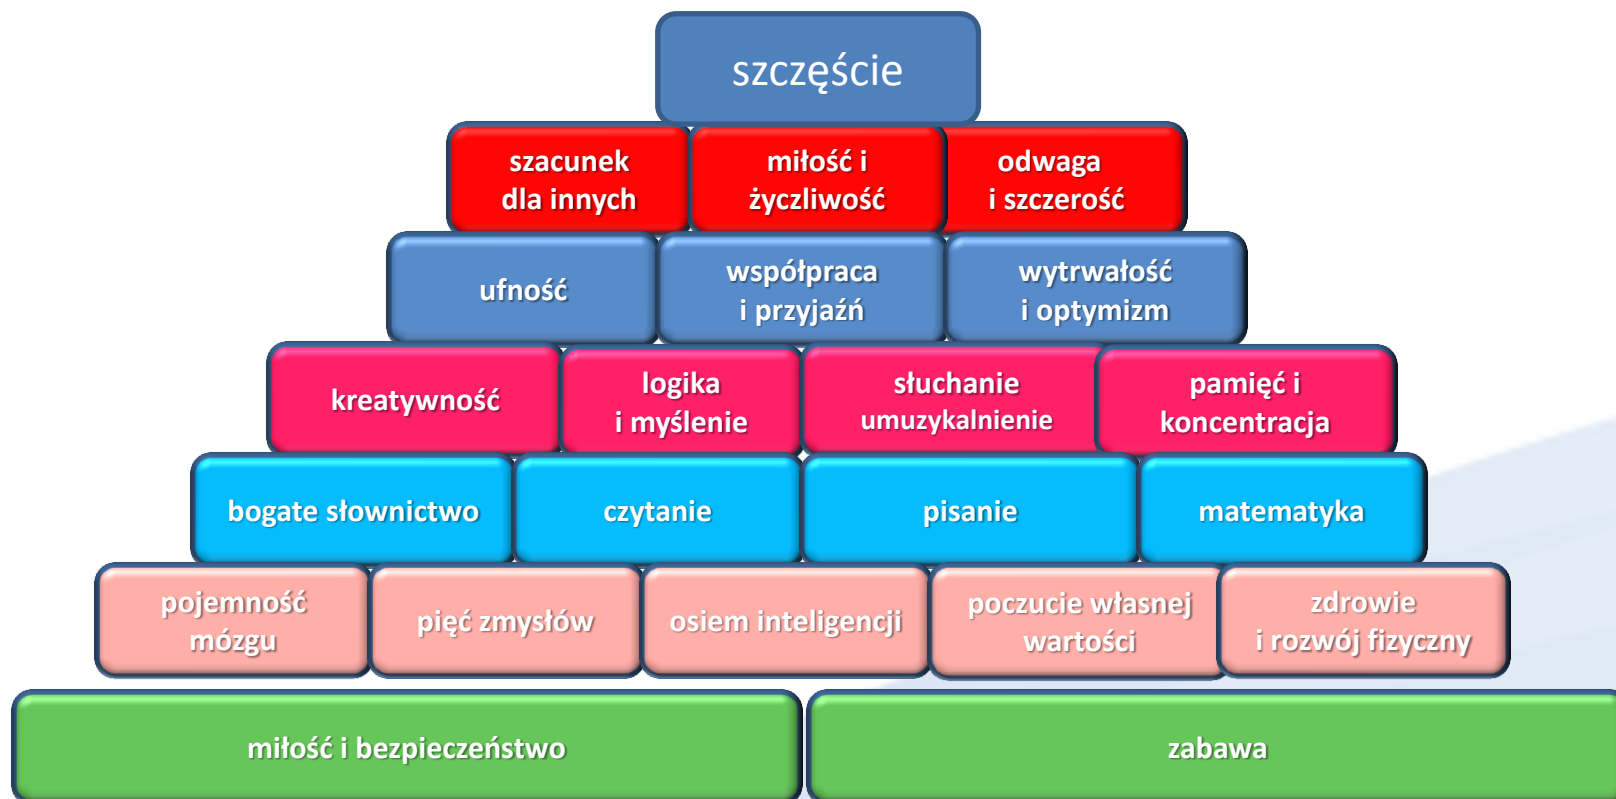 szczęście
szacunek
dla innych
miłość i
życzliwość
odwaga
i szczerość
ufność
współpraca
i przyjaźń
wytrwałość
i optymizm
kreatywność
logika
i myślenie
słuchanie
umuzykalnienie
pamięć i
koncentracja
bogate słownictwo
czytanie
pisanie
matematyka
pojemność
mózgu
pięć zmysłów
osiem inteligencji
poczucie własnej
wartości
zdrowie
i rozwój fizyczny
miłość i bezpieczeństwo
zabawa